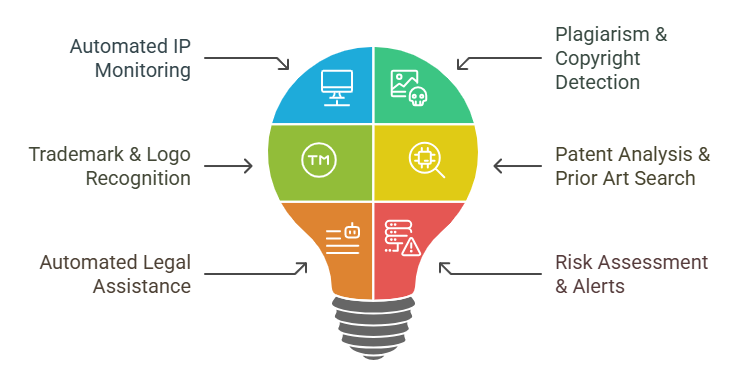 Automated IP
Monitoring
Plagiarism &
Copyright
Detection
Trademark & Logo
Recognition
TM
Patent Analysis &
Prior Art Search
Automated Legal
Assistance
Risk Assessment
& Alerts